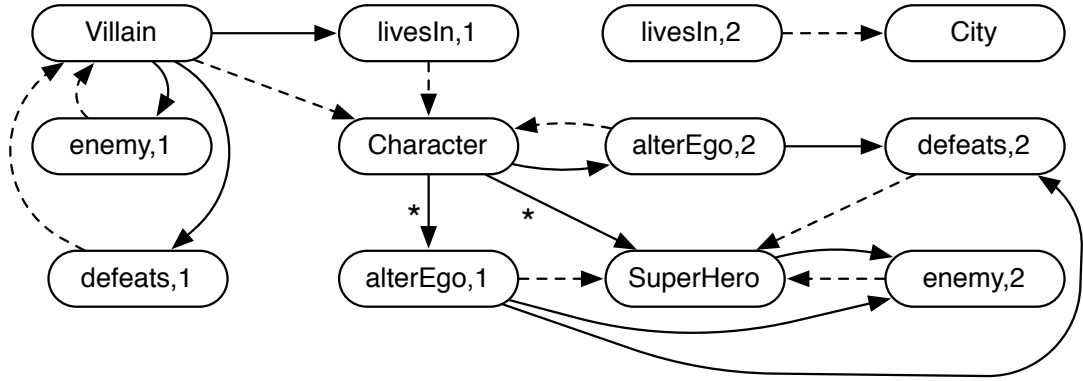 Villain
livesIn,1
livesIn,2
City
enemy,1
Character
alterEgo,2
defeats,2
*
*
defeats,1
alterEgo,1
SuperHero
enemy,2